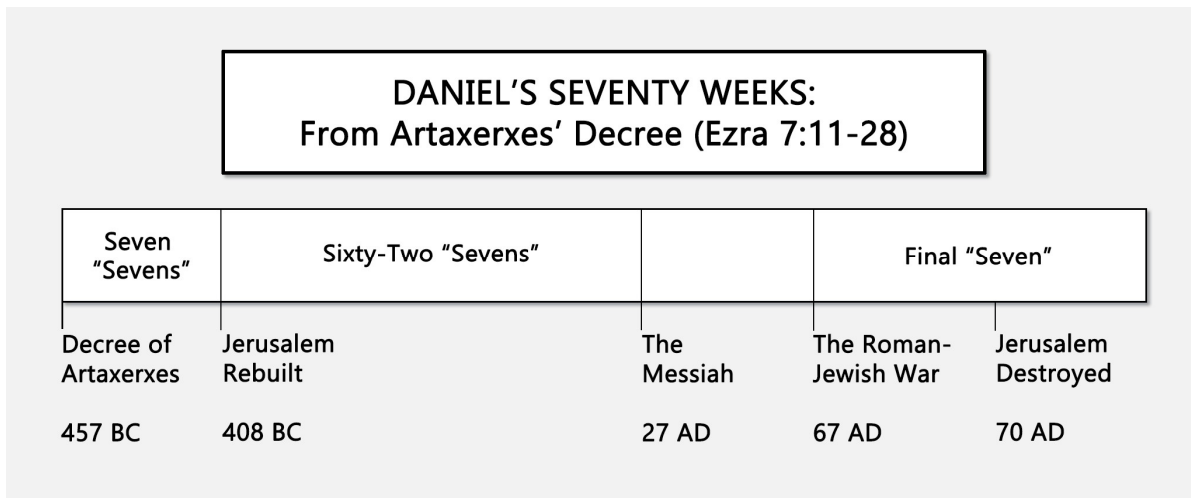 DANIEL’S SEVENTY WEEKS:
From Artaxerxes’ Decree (Ezra 7:11-28)
Seven
“Sevens”
Sixty-Two “Sevens”
Final “Seven”
Decree of
Artaxerxes
457 BC
Jerusalem
Rebuilt
408 BC
The
Messiah
27 AD
The Roman-
Jewish War
67 AD
Jerusalem
Destroyed
70 AD